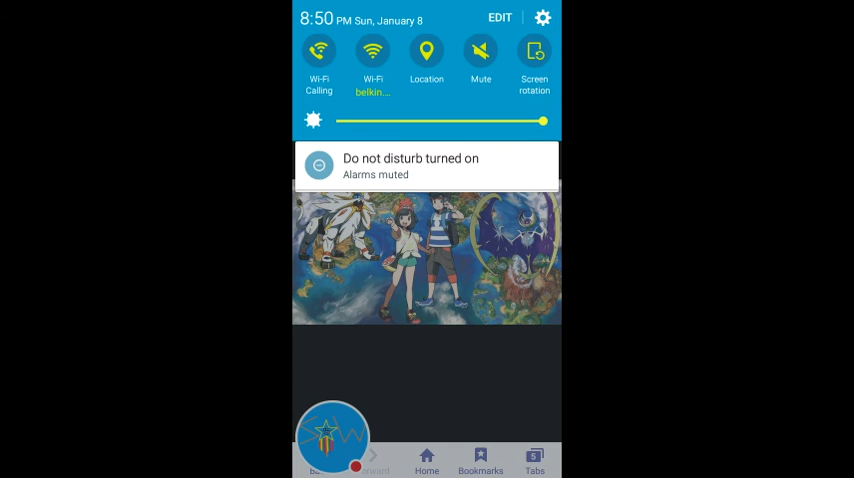 8:50 PM Sun, January 8 EDIT
Wi-Fi Calling
Wi-Fi belkin....
Location
Mute
Screen rotation
Do not disturb turned on
Alarms muted
Home
Bookmarks
5
Tabs